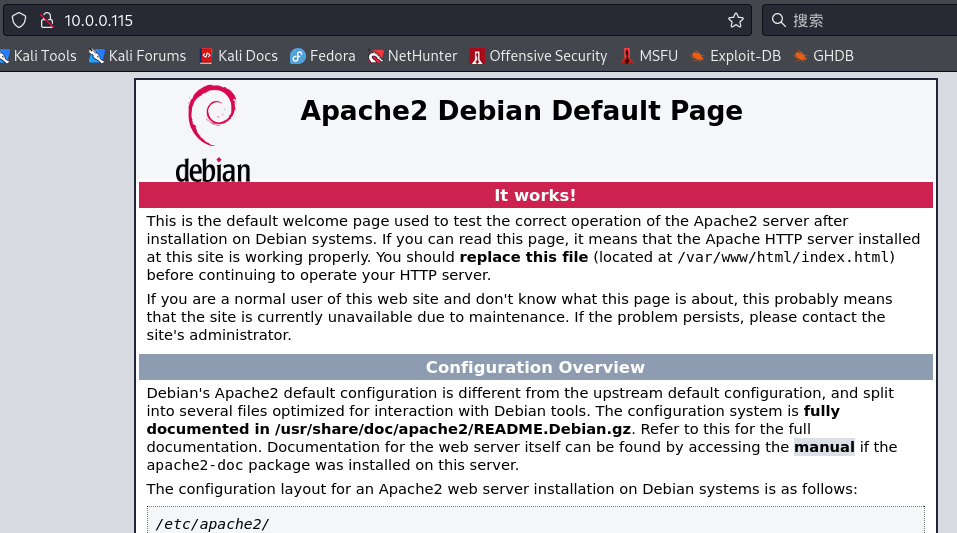 10.0.0.115
搜索
Kali Tools
Kali Forums
Kali Docs
Fedora
NetHunter
Offensive Security
MSFU
Exploit-DB
GHDB
debian
Apache2 Debian Default Page
It works!
This is the default welcome page used to test the correct operation of the Apache2 server after
installation on Debian systems. If you can read this page, it means that the Apache HTTP server installed
at this site is working properly. You should replace this file (located at /var/www/html/index.html)
before continuing to operate your HTTP server.
If you are a normal user of this web site and don't know what this page is about, this probably means
that the site is currently unavailable due to maintenance. If the problem persists, please contact the
site's administrator.
Configuration Overview
Debian's Apache2 default configuration is different from the upstream default configuration, and split
into several files optimized for interaction with Debian tools. The configuration system is fully
documented in /usr/share/doc/apache2/README.Debian.gz. Refer to this for the full
documentation. Documentation for the web server itself can be found by accessing the manual if the
apache2-doc package was installed on this server.
The configuration layout for an Apache2 web server installation on Debian systems is as follows:
/etc/apache2/